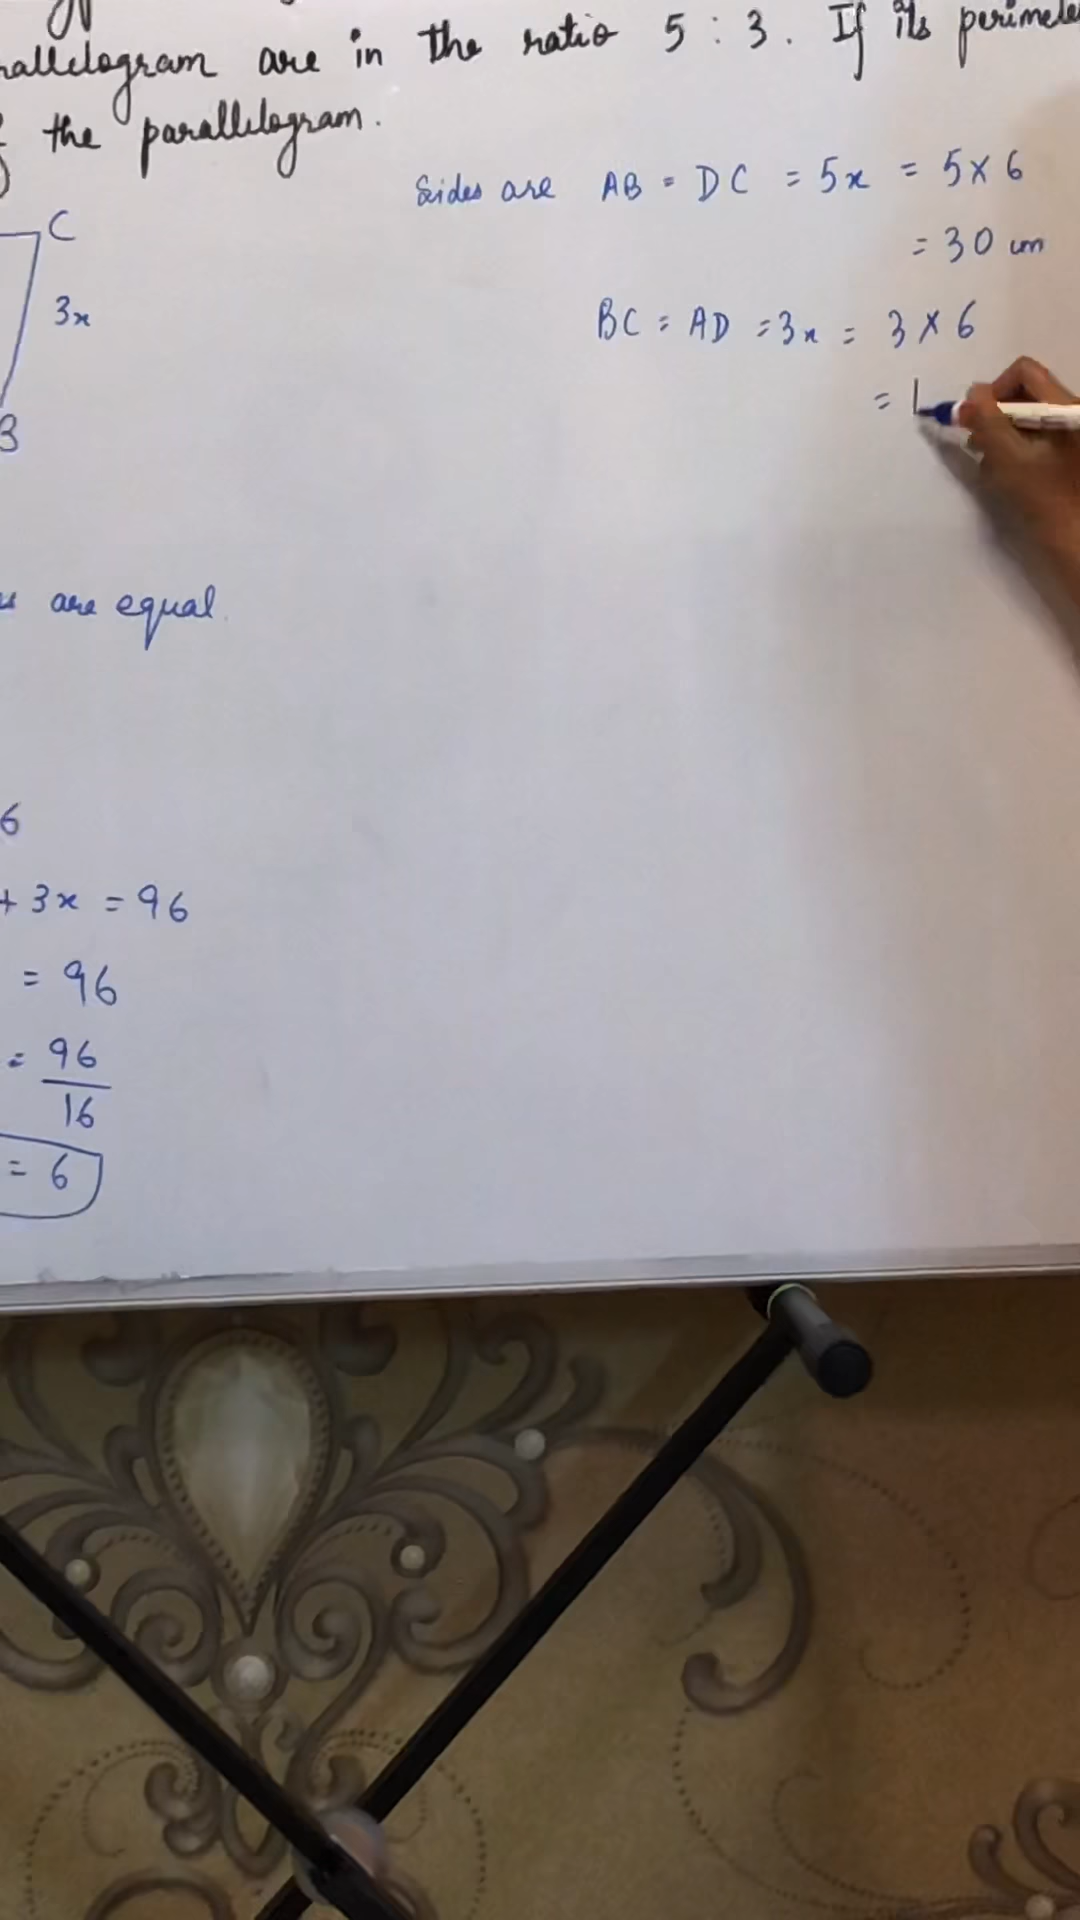 are in the ratio 5 : 3. If its
the parallelogram.
Sides are AB = DC = 5x = 5 × 6
= 30 cm
C
3x
BC = AD = 3x = 3 × 6
= 1
B
are equal.
6
+ 3x = 96
= 96
= 96
16
= 6